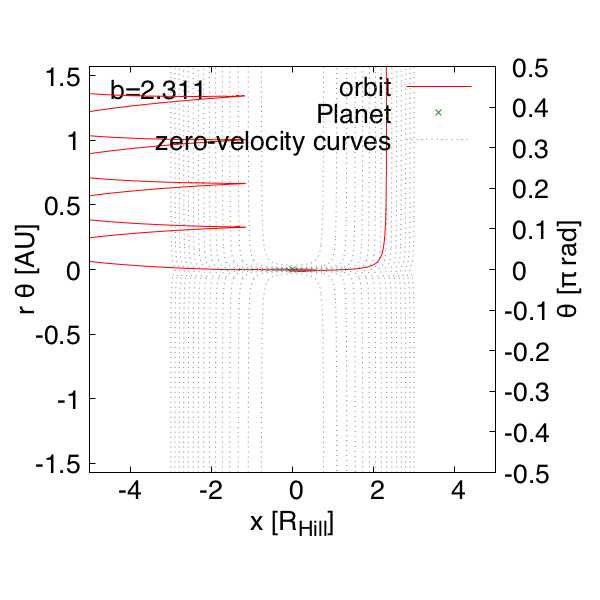 b=2.311
orbit
Planet
zero-velocity curves
r θ [AU]
1.5
1
0.5
0
-0.5
-1
-1.5
0.5
0.4
0.3
0.2
0.1
0
-0.1
-0.2
-0.3
-0.4
-0.5
θ [π rad]
-4 -2 0 2 4
x [R_Hill]